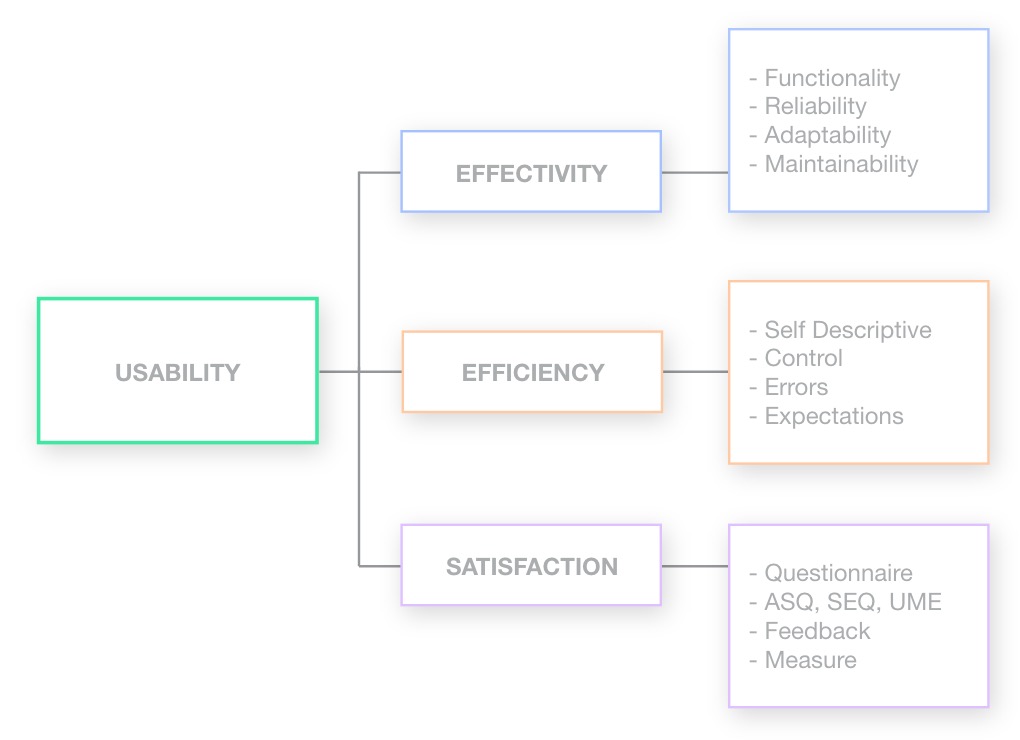 USABILITY
EFFECTIVITY
- Functionality
- Reliability
- Adaptability
- Maintainability
EFFICIENCY
- Self Descriptive
- Control
- Errors
- Expectations
SATISFACTION
- Questionnaire
- ASQ, SEQ, UME
- Feedback
- Measure